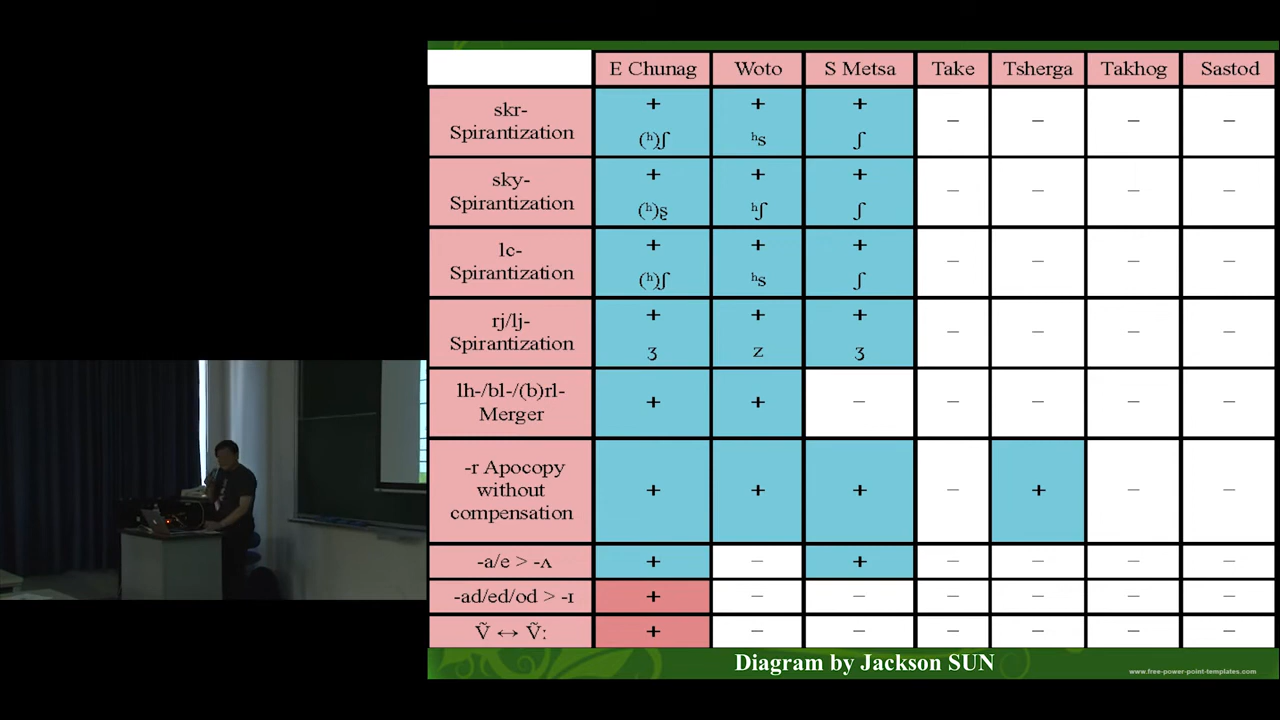 E Chunag Woto S Metsa Take Tsherga Takhog Sastod
skr-
Spirantization
+ + + – – – –
(ʰ)ʃ ʰs ʃ
sky-
Spirantization
+ + + – – – –
(ʰ)ʂ ʰʃ ʃ
lc-
Spirantization
+ + + – – – –
(ʰ)ʃ ʰs ʃ
rj/lj-
Spirantization
+ + + – – – –
ʒ z ʒ
lh-/bl-/(b)rl-
Merger
+ + – – – – –
-r Apocopy
without
compensation
+ + + – + – –
-a/e > -ʌ + – + – – – –
-ad/ed/od > -ɪ + – – – – – –
Ṽ ↔ Ṽ: + – – – – – –
Diagram by Jackson SUN
www.free-power-point-templates.com